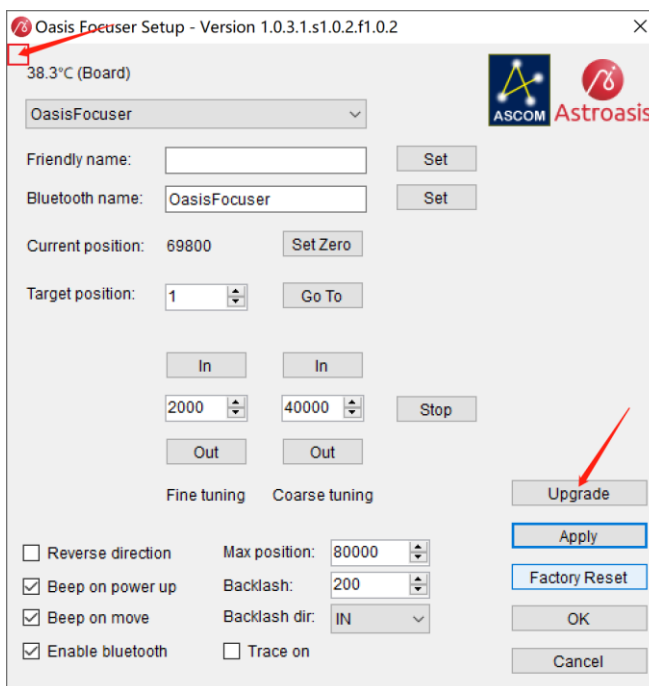 Oasis Focuser Setup - Version 1.0.3.1.s1.0.2.f1.0.2
38.3°C (Board)
OasisFocuser
ASCOM
Astroasis
Friendly name: Set
Bluetooth name: OasisFocuser Set
Current position: 69800 Set Zero
Target position: 1 Go To
In In
2000 40000 Stop
Out Out
Fine tuning Coarse tuning
Upgrade
Apply
Reverse direction Max position: 80000
Factory Reset
Beep on power up Backlash: 200
Beep on move Backlash dir: IN OK
Enable bluetooth Trace on
Cancel